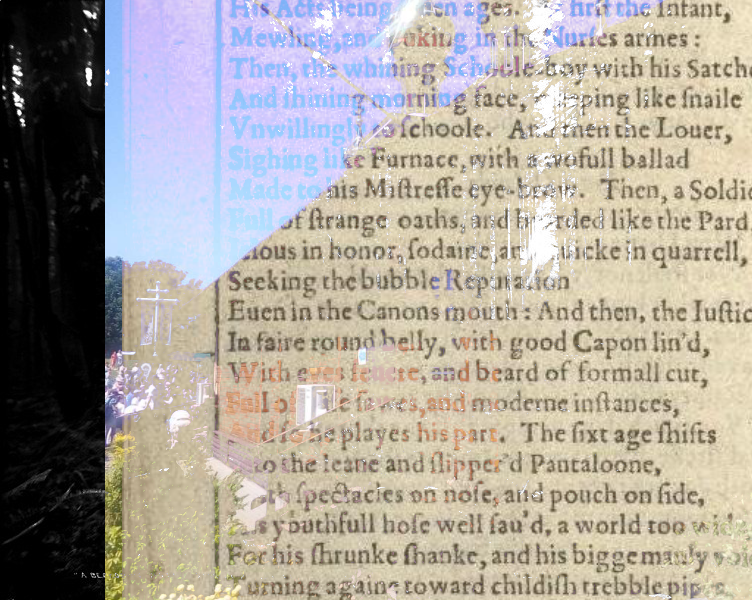 His Acts being seuen ages. At first the Infant,
Mewling, and puking in the Nurses armes:
Then, the whining Schoole-boy with his Satche
And shining morning face, creeping like snaile
Vnwillingly to schoole. And then the Louer,
Sighing like Furnace, with a wofull ballad
Made to his Mistresse eye-brow. Then, a Soldie
Full of strange oaths, and bearded like the Pard,
Ielous in honor, sodaine, and quicke in quarrell,
Seeking the bubble Reputation
Euen in the Canons mouth: And then, the Iustic
In faire round belly, with good Capon lin'd,
With eyes seuere, and beard of formall cut,
Full of wise sawes, and moderne instances,
And so he playes his part. The sixt age shifts
to the leane and slipper'd Pantaloone,
With spectacles on nose, and pouch on side,
His youthfull hose well sau'd, a world too wide,
For his shrunke shanke, and his bigge manly voi
Turning againe toward childish trebble pipes,
"A BL